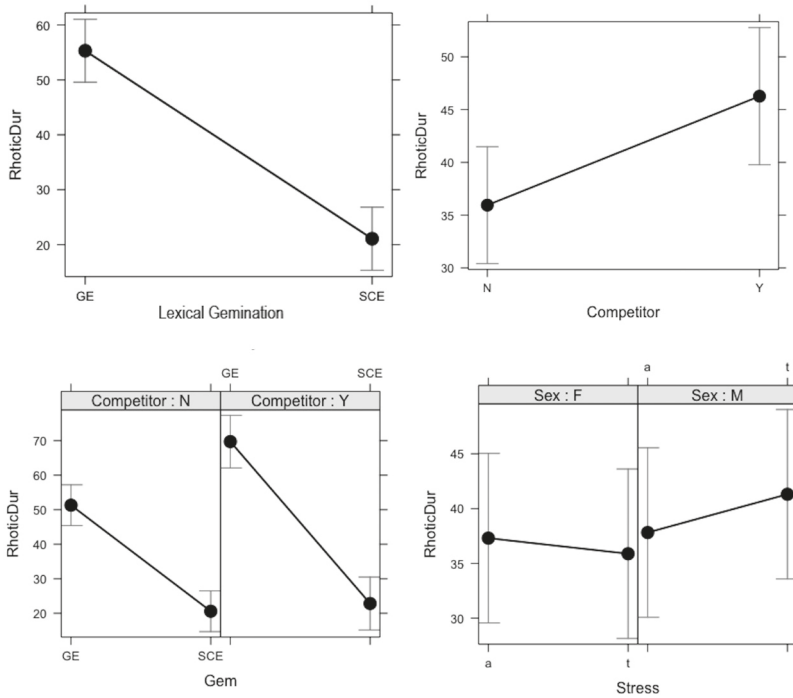 60
50
40
30
20
RhoticDur
GE SCE
Lexical Gemination
50
45
40
35
30
RhoticDur
N Y
Competitor
GE SCE
Competitor : N Competitor : Y
70
60
50
40
30
20
RhoticDur
GE SCE
Gem
a t
Sex : F Sex : M
45
40
35
30
RhoticDur
a t
Stress